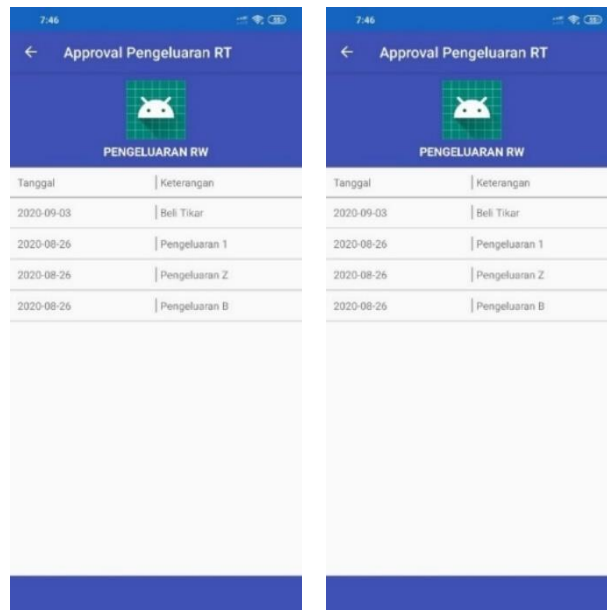 7:46
55
Approval Pengeluaran RT
PENGELUARAN RW
Tanggal Keterangan
2020-09-03 Beli Tikar
2020-08-26 Pengeluaran 1
2020-08-26 Pengeluaran Z
2020-08-26 Pengeluaran B
7:46
55
Approval Pengeluaran RT
PENGELUARAN RW
Tanggal Keterangan
2020-09-03 Beli Tikar
2020-08-26 Pengeluaran 1
2020-08-26 Pengeluaran Z
2020-08-26 Pengeluaran B